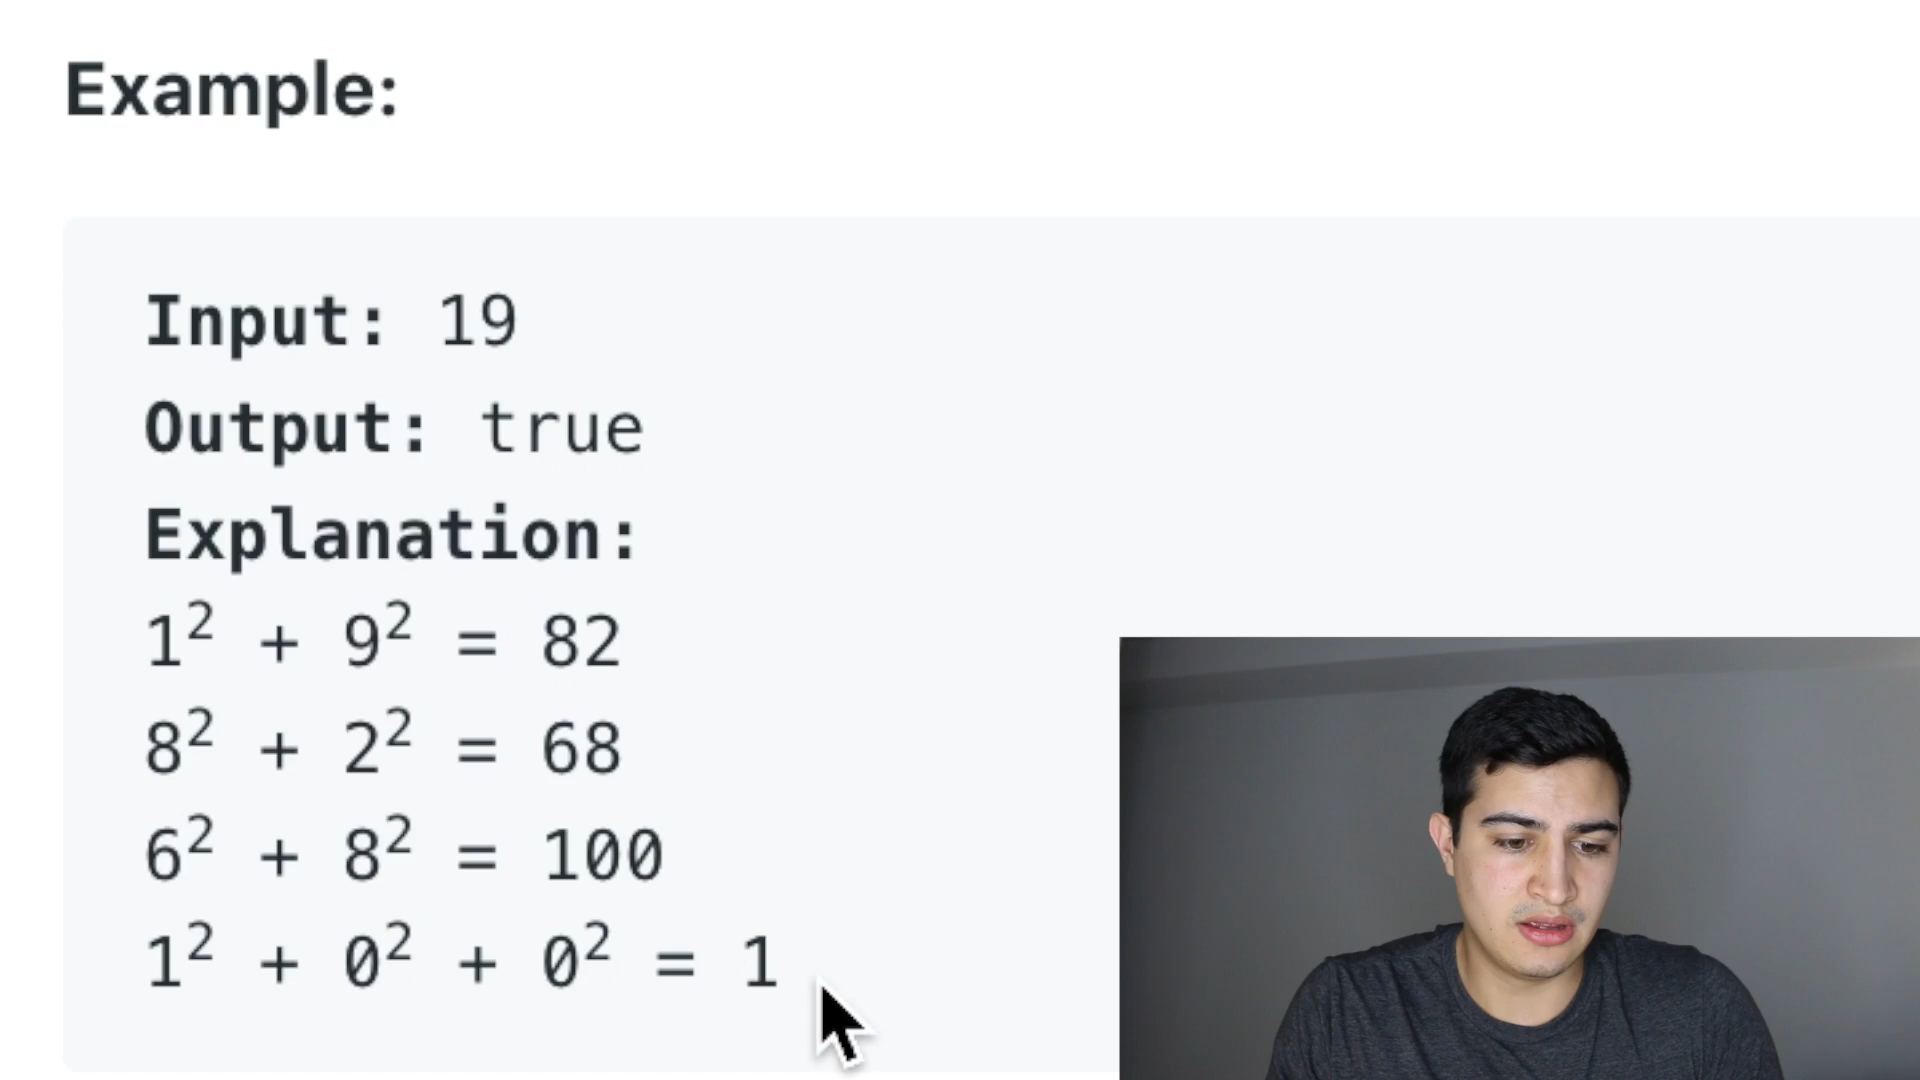 Example:
Input: 19
Output: true
Explanation:
1² + 9² = 82
8² + 2² = 68
6² + 8² = 100
1² + 0² + 0² = 1